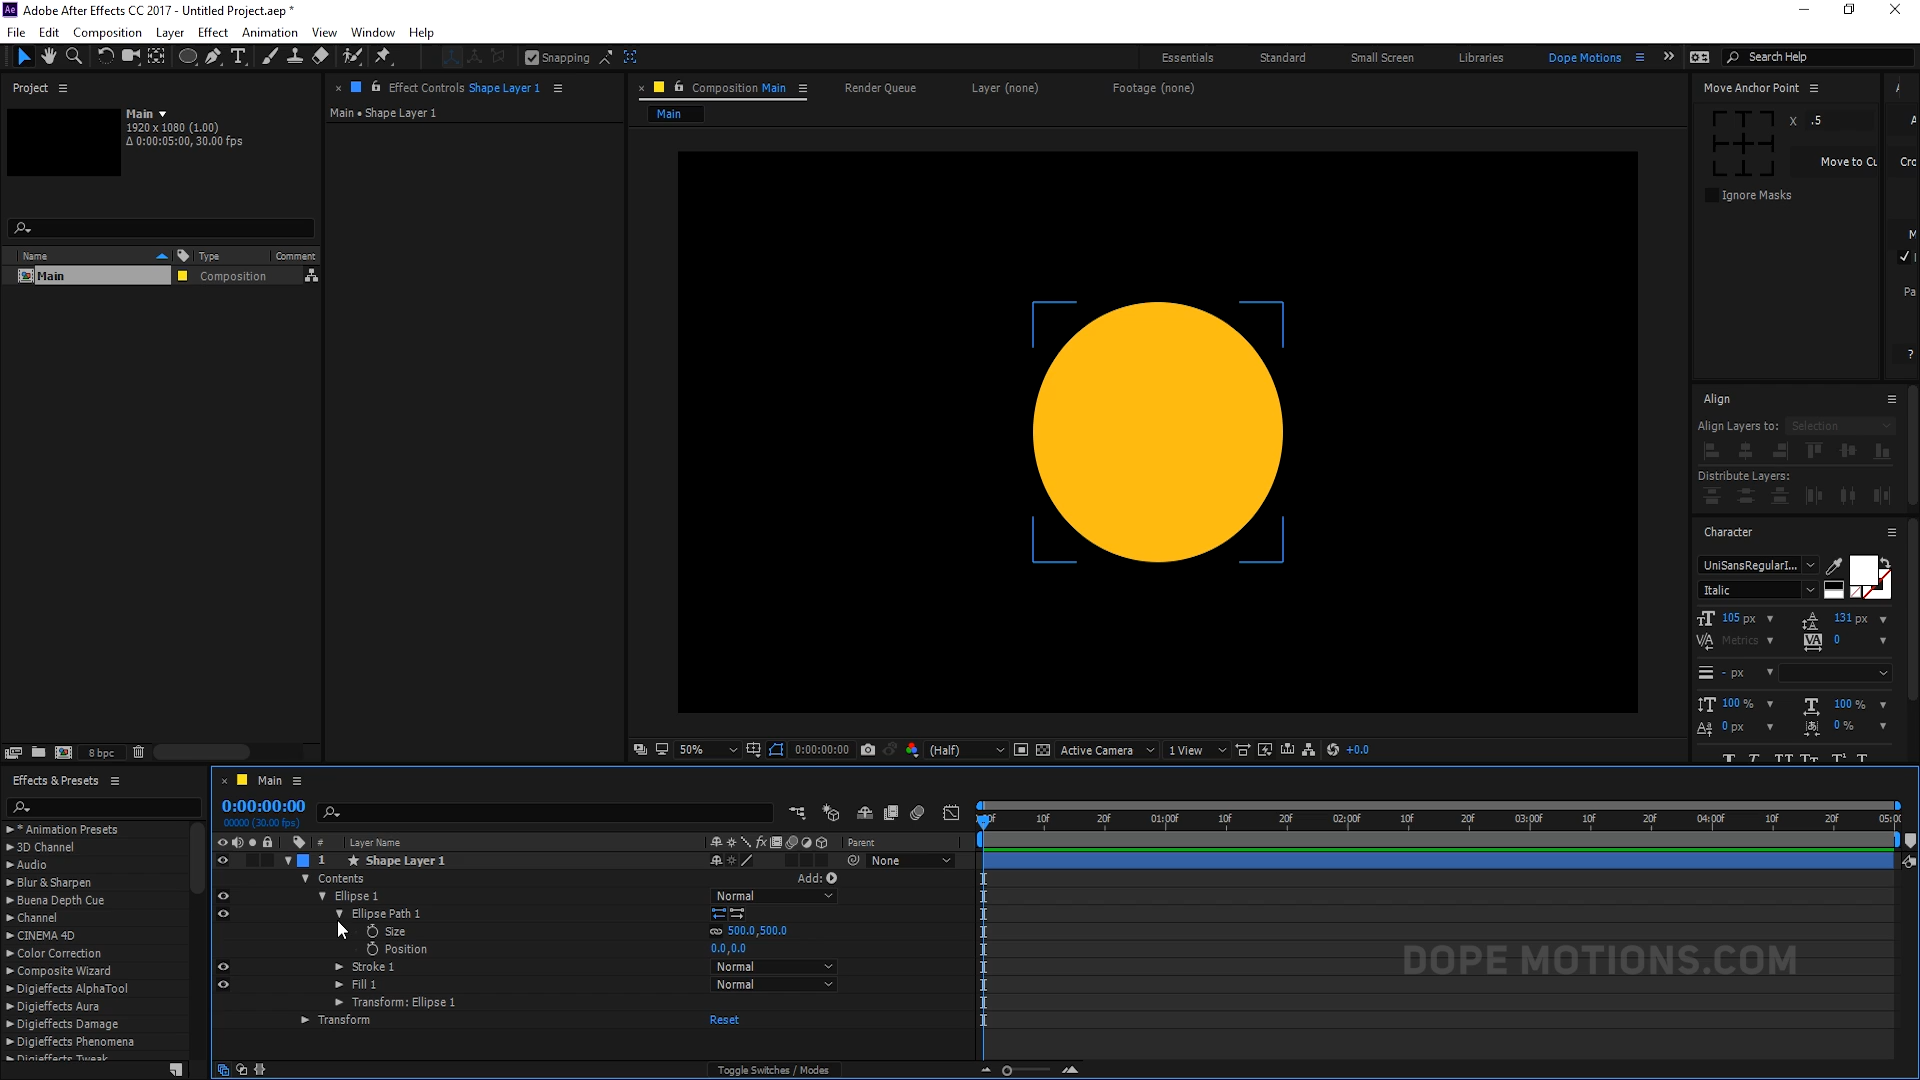 Ae Adobe After Effects CC 2017 - Untitled Project.aep *
File Edit Composition Layer Effect Animation View Window Help
T Snapping Essentials Standard Small Screen Libraries Dope Motions Search Help
Project
Main
1920 x 1080 (1.00)
Δ 0:00:05:00, 30.00 fps
Name Type Comment
Main Composition
8 bpc
Effect Controls Shape Layer 1
Main • Shape Layer 1
Composition Main Render Queue Layer (none) Footage (none)
Main
50% 0:00:00:00 (Half) Active Camera 1 View +0.0
Move Anchor Point
X .5
Move to Cu Cro
Ignore Masks
Pa
?
Align
Align Layers to: Selection
Distribute Layers:
Character
UniSansRegularI...
Italic
105 px 131 px
Metrics 0
- px
100 % 100 %
0 px 0 %
Effects & Presets
* Animation Presets
3D Channel
Audio
Blur & Sharpen
Buena Depth Cue
Channel
CINEMA 4D
Color Correction
Composite Wizard
Digieffects AlphaTool
Digieffects Aura
Digieffects Damage
Digieffects Phenomena
Digieffects Tweak
Main
0:00:00:00
00000 (30.00 fps)
10f 20f 01:00f 10f 20f 02:00f 10f 20f 03:00f 10f 20f 04:00f 10f 20f 05:0
# Layer Name fx Parent
1 Shape Layer 1 None
Contents Add:
Ellipse 1 Normal
Ellipse Path 1
Size 500.0,500.0
Position 0.0,0.0
Stroke 1 Normal
Fill 1 Normal
Transform: Ellipse 1
Transform Reset
Toggle Switches / Modes
DOPE MOTIONS.COM